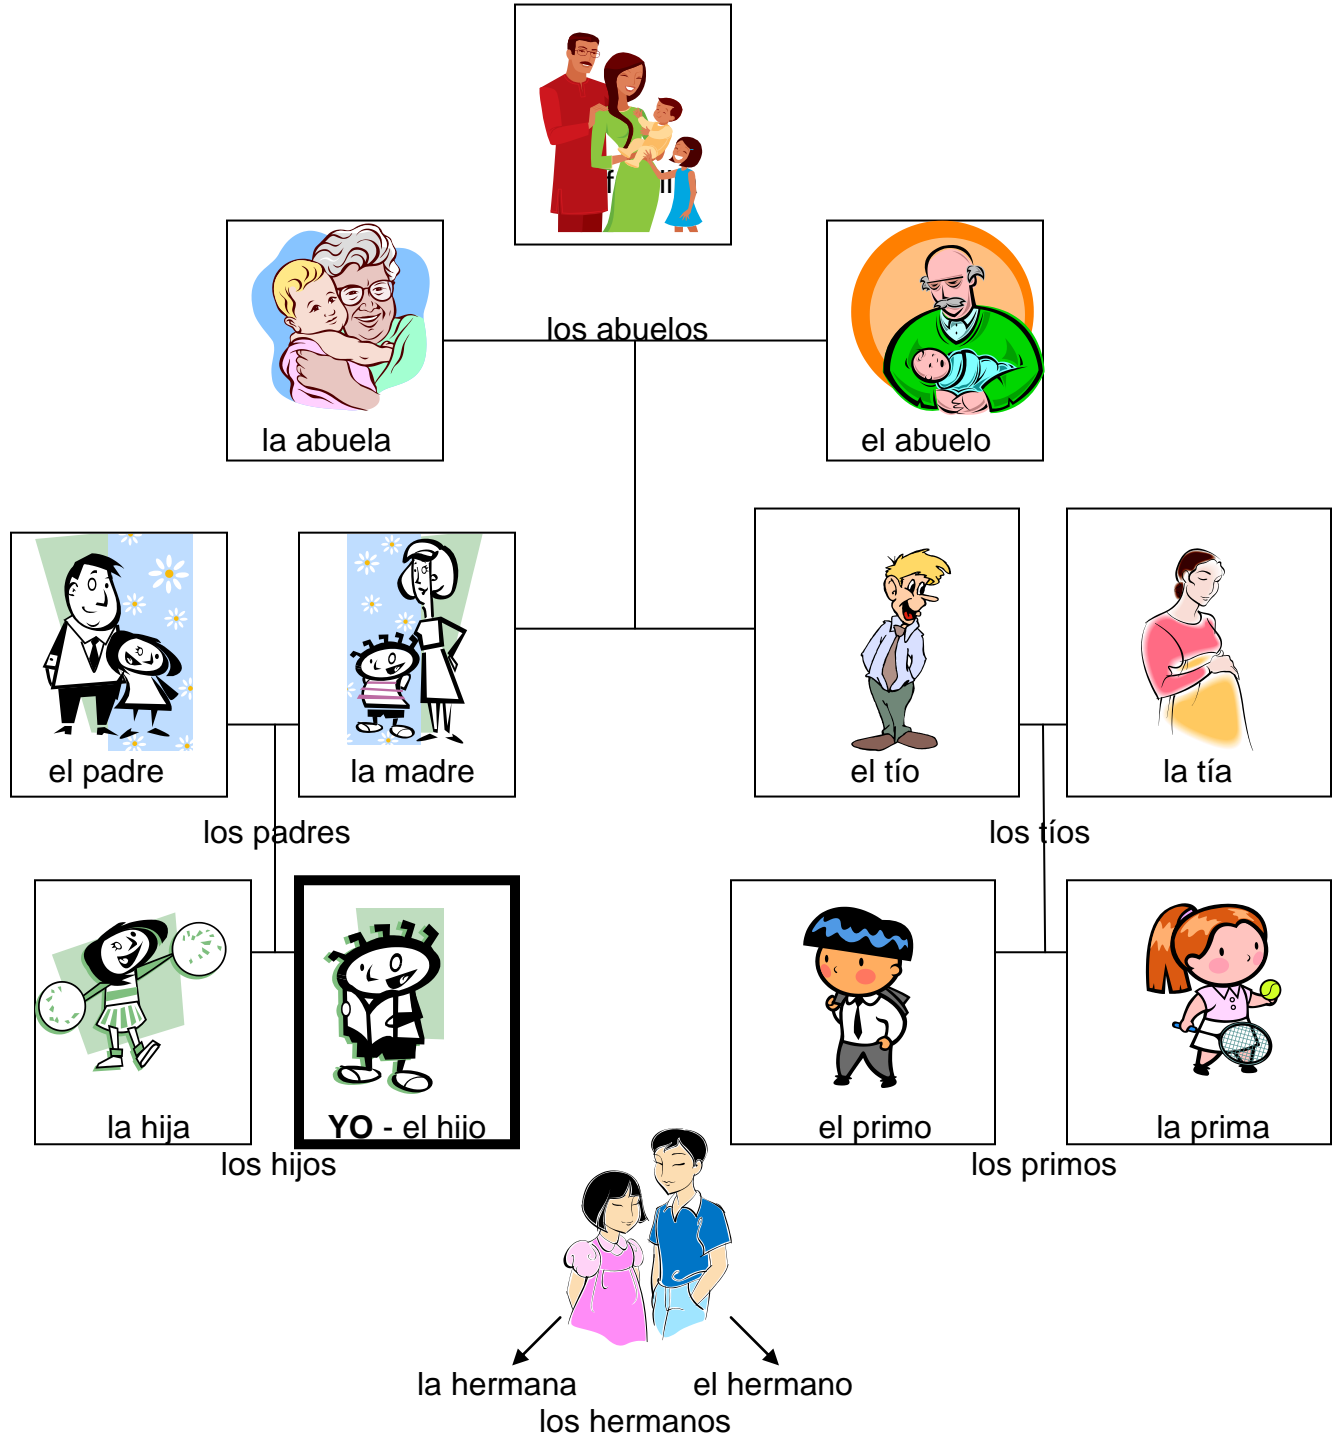 los abuelos
la abuela
el abuelo
el padre
la madre
el tío
la tía
los padres
los tíos
la hija
YO - el hijo
el primo
la prima
los hijos
los primos
la hermana
el hermano
los hermanos